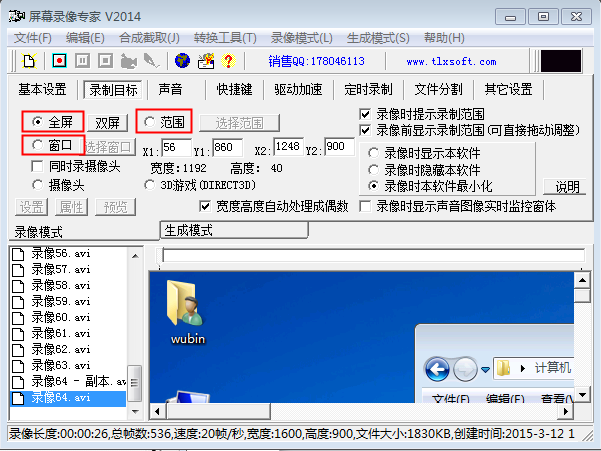 屏幕录像专家 V2014
文件(F) 编辑(E) 合成截取(J) 转换工具(T) 录像模式(L) 生成模式(S) 帮助(H)
销售QQL:178046113 www.tlxsoft.com
基本设置 录制目标 声音 快捷键 驱动加速 定时录制 文件分割 其它设置
全屏 双屏 范围 选择范围
窗口 选择窗口 X1: 56 Y1: 860 X2: 1248 Y2: 900
同时录摄像头 宽度:1192 高度: 40
摄像头 3D游戏(DIRECT3D)
设置 属性 预览 宽度高度自动处理成偶数
录像时提示录制范围
录像前显示录制范围(可直接拖动调整)
录像时显示本软件
录像时隐藏本软件
录像时本软件最小化 说明
录像时显示声音图像实时监控窗体
录像模式 生成模式
录像56.avi
录像57.avi
录像58.avi
录像59.avi
录像60.avi
录像61.avi
录像62.avi
录像63.avi
录像64 - 副本.av
录像64.avi
wubin
计算机
文件(F) 编辑(E) 查看(V)
录像长度:00:00:26,总帧数:536,速度:20帧/秒,宽度:1600,高度:900,文件大小:1830KB,创建时间:2015-3-12 1